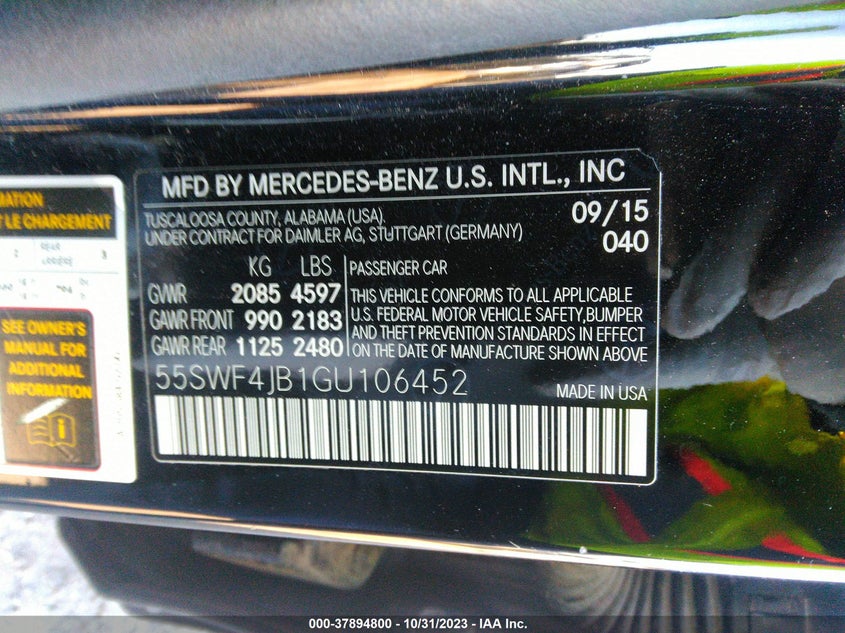 MATION
T LE CHARGEMENT
REAR
3
SEE OWNER'S
MANUAL FOR
ADDITIONAL
INFORMATION
MFD BY MERCEDES-BENZ U.S. INTL., INC
TUSCALOOSA COUNTY, ALABAMA (USA). 09/15
UNDER CONTRACT FOR DAIMLER AG, STUTTGART (GERMANY) 040
KG LBS PASSENGER CAR
GVWR 2085 4597 THIS VEHICLE CONFORMS TO ALL APPLICABLE
GAWR FRONT 990 2183 U.S. FEDERAL MOTOR VEHICLE SAFETY,BUMPER
AND THEFT PREVENTION STANDARDS IN EFFECT
GAWR REAR 1125 2480 ON THE DATE OF MANUFACTURE SHOWN ABOVE
55SWF4JB1GU106452 MADE IN USA
000-37894800 - 10/31/2023 - IAA Inc.